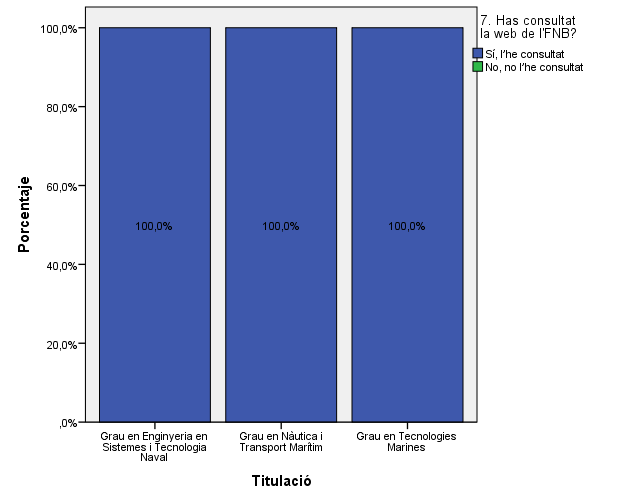 7. Has consultat
la web de l'FNB?
Sí, l'he consultat
No, no l'he consultat
100,0%
80,0%
60,0%
40,0%
20,0%
,0%
Porcentaje
100,0%
100,0%
100,0%
Grau en Enginyeria en
Sistemes i Tecnologia
Naval
Grau en Nàutica i
Transport Marítim
Grau en Tecnologies
Marines
Titulació